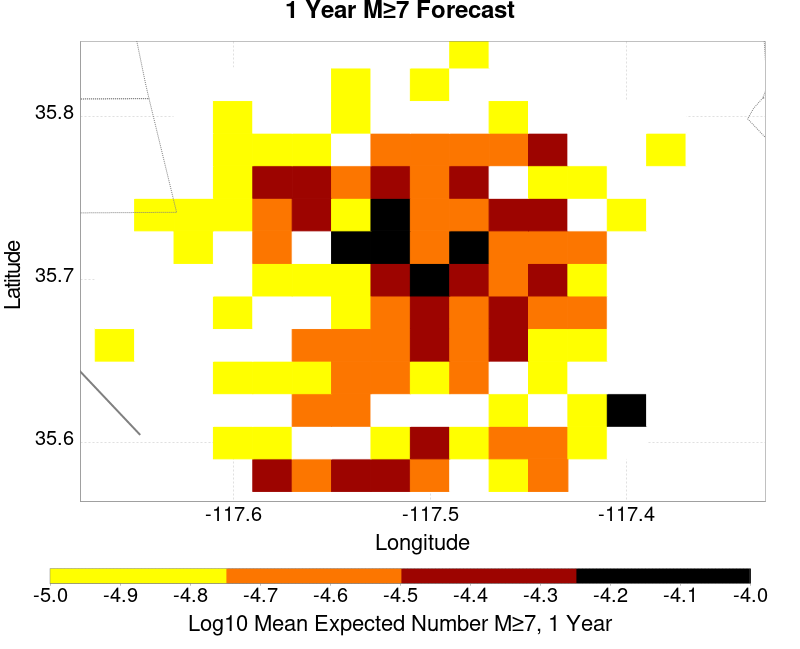 1 Year M≥7 Forecast
35.8
35.7
35.6
Latitude
-117.6 -117.5 -117.4
Longitude
-5.0 -4.9 -4.8 -4.7 -4.6 -4.5 -4.4 -4.3 -4.2 -4.1 -4.0
Log10 Mean Expected Number M≥7, 1 Year